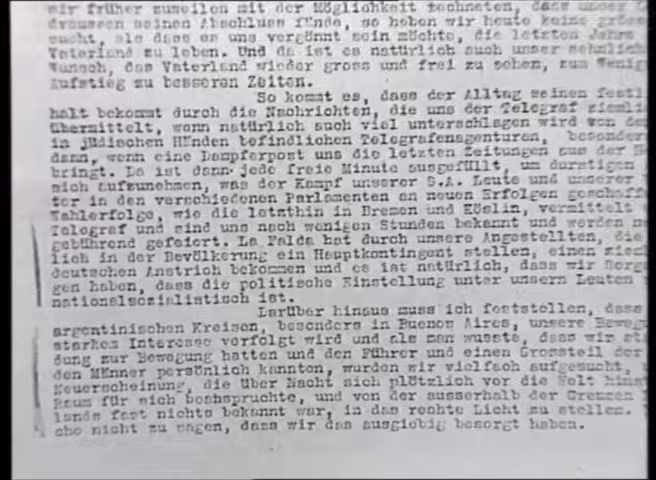 wir früher zuweilen mit der Möglichkeit rechneten, dass unser
draussen seinen Abschluss fände, so haben wir heute keine gröss
sucht, als dass es uns vergönnt sein möchte, die letzten Jahre
Vaterland zu leben. Und da ist es natürlich auch unser sehnlich
Wunsch, das Vaterland wieder gross und frei zu sehen, zum Wenig
Aufstieg zu besseren Zeiten.
So kommt es, dass der Alltag seinen festl
halt bekommt durch die Nachrichten, die uns der Telegraf ziemli
übermittelt, wenn natürlich auch viel unterschlagen wird von de
in jüdischen Händen befindlichen Telegrafenagenturen, besonder
dann, wenn eine Dampferpost uns die letzten Zeitungen aus der H
bringt. Da ist dann jede freie Minute ausgefüllt, um durstigen
sich aufzunehmen, was der Kampf unserer S.A. Leute und unserer
ter in den verschiedenen Parlamenten an neuen Erfolgen geschaff
Wahlerfolge, wie die letzthin in Bremen und Köslin, vermittelt
Telegraf und sind uns nach wenigen Stunden bekannt und werden
gebührend gefeiert. La Falda hat durch unsere Angestellten, die
lich in der Bevölkerung ein Hauptkontingent stellen, einen ziem
deutschen Anstrich bekommen und es ist natürlich, dass wir Sorge
gen haben, dass die politische Einstellung unter unsern Leuten
nationalsozialistisch ist.
Darüber hinaus muss ich feststellen, dass
argentinischen Kreisen, besonders in Buenos Aires, unsere Beweg
starkem Interesse verfolgt wird und als man wusste, dass wir
dung zur Bewegung hatten und den Führer und einen Grossteil der
den Männer persönlich kannten, wurden wir vielfach aufgesucht,
Neuerscheinung, die über Nacht sich plötzlich vor die Welt hins
Raum für sich beanspruchte, und von der ausserhalb der Grenzen
lands fast nichts bekannt war, in das rechte Licht zu stellen.
che nicht zu sagen, dass wir das ausgiebig besorgt haben.